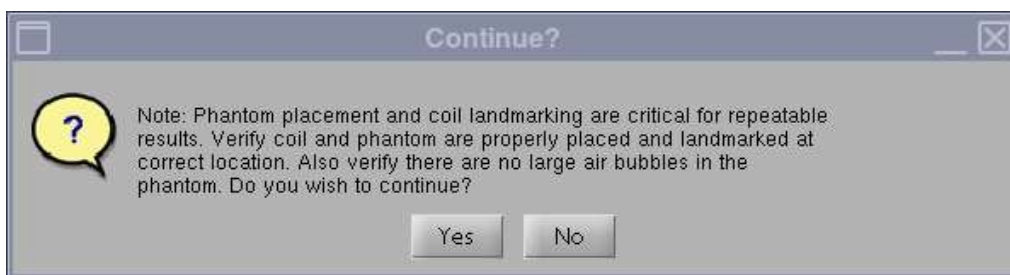 Continue?
?
Note: Phantom placement and coil landmarking are critical for repeatable
results. Verify coil and phantom are properly placed and landmarked at
correct location. Also verify there are no large air bubbles in the
phantom. Do you wish to continue?
Yes No